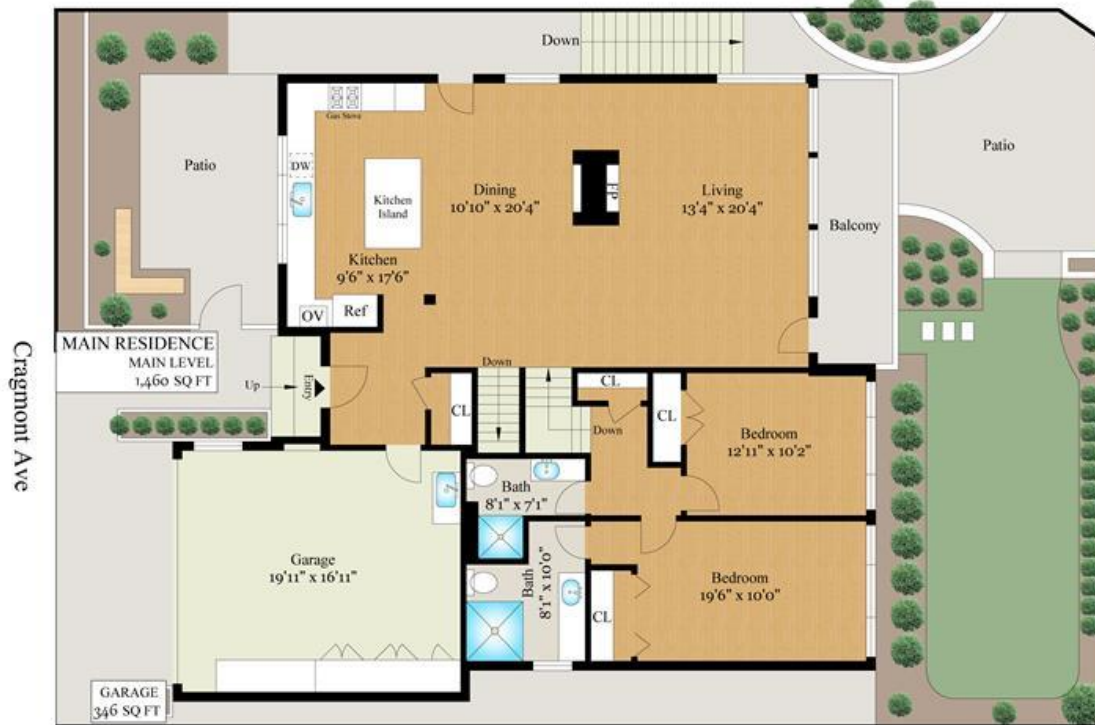 Down
Gas Stove
Patio
DW
Kitchen
Island
Dining
10'10" x 20'4"
FP
Living
13'4" x 20'4"
Patio
Balcony
Kitchen
9'6" x 17'6"
OV
Ref
MAIN RESIDENCE
MAIN LEVEL
1,460 SQ FT
Cragmont Ave
Up
Entry
Down
CL
CL
CL
Down
Bedroom
12'11" x 10'2"
Bath
8'1" x 7'1"
Garage
19'11" x 16'11"
Bath
8'1" x 10'0"
Bedroom
19'6" x 10'0"
CL
GARAGE
346 SQ FT